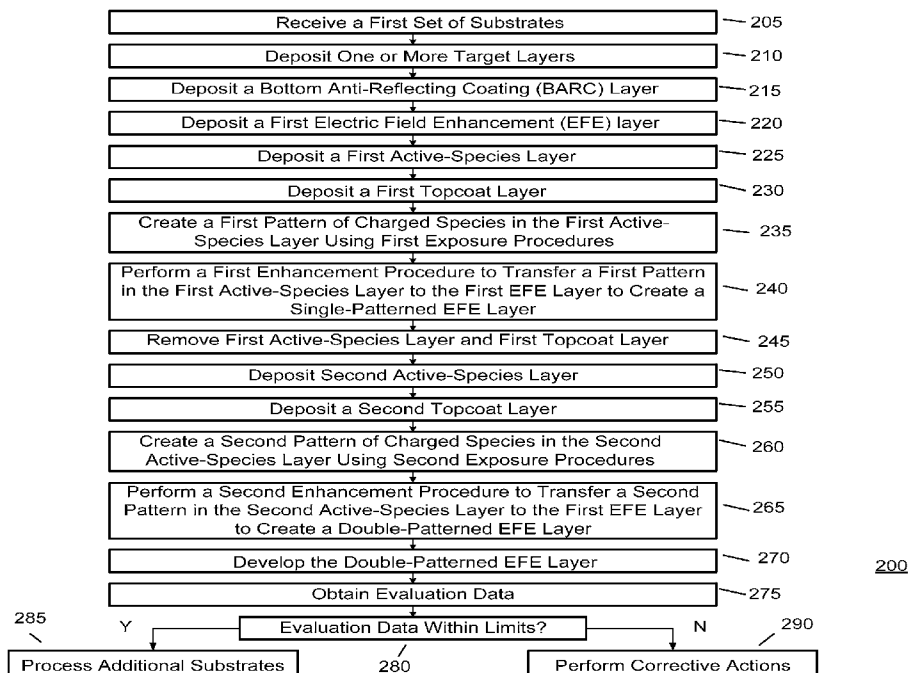 Receive a First Set of Substrates
205
Deposit One or More Target Layers
210
Deposit a Bottom Anti-Reflecting Coating (BARC) Layer
215
Deposit a First Electric Field Enhancement (EFE) layer
220
Deposit a First Active-Species Layer
225
Deposit a First Topcoat Layer
230
Create a First Pattern of Charged Species in the First Active-
Species Layer Using First Exposure Procedures
235
Perform a First Enhancement Procedure to Transfer a First Pattern
in the First Active-Species Layer to the First EFE Layer to Create a
Single-Patterned EFE Layer
240
Remove First Active-Species Layer and First Topcoat Layer
245
Deposit Second Active-Species Layer
250
Deposit a Second Topcoat Layer
255
Create a Second Pattern of Charged Species in the Second
Active-Species Layer Using Second Exposure Procedures
260
Perform a Second Enhancement Procedure to Transfer a Second
Pattern in the Second Active-Species Layer to the First EFE Layer
to Create a Double-Patterned EFE Layer
265
Develop the Double-Patterned EFE Layer
270
200
Obtain Evaluation Data
275
285
Y
Evaluation Data Within Limits?
N
290
280
Process Additional Substrates
Perform Corrective Actions